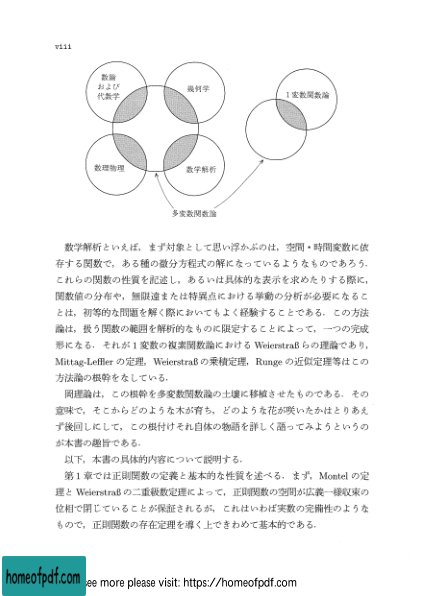 viii
数論
および
代数学
幾何学
1変数関数論
数理物理
数学解析
多変数関数論
数学解析といえば，まず対象として思い浮かぶのは，空間・時間変数に依
存する関数で，ある種の微分方程式の解になっているようなものであろう．
これらの関数の性質を記述し，あるいは具体的な表示を求めたりする際に，
関数値の分布や，無限遠または特異点における挙動の分析が必要になるこ
とは，初等的な問題を解く際においてもよく経験することである．この方法
論は，扱う関数の範囲を解析的なものに限定することによって，一つの完成
形になる．それが1変数の複素関数論における Weierstraß らの理論であり，
Mittag-Leffler の定理，Weierstraß の乗積定理，Runge の近似定理等はこの
方法論の根幹をなしている．
岡理論は，この根幹を多変数関数論の土壌に移植させたものである．その
意味で，そこからどのような木が育ち，どのような花が咲いたかはとりあえ
ず後回しにして，この根付けそれ自体の物語を詳しく語ってみようというの
が本書の趣旨である．
以下，本書の具体的内容について説明する．
第1章では正則関数の定義と基本的な性質を述べる．まず，Montel の定
理と Weierstraß の二重級数定理によって，正則関数の空間が広義一様収束の
位相で閉じていることが保証されるが，これはいわば実数の完備性のような
もので，正則関数の存在定理を導く上できわめて基本的である．
homeofpdf.com
see more please visit: https://homeofpdf.com